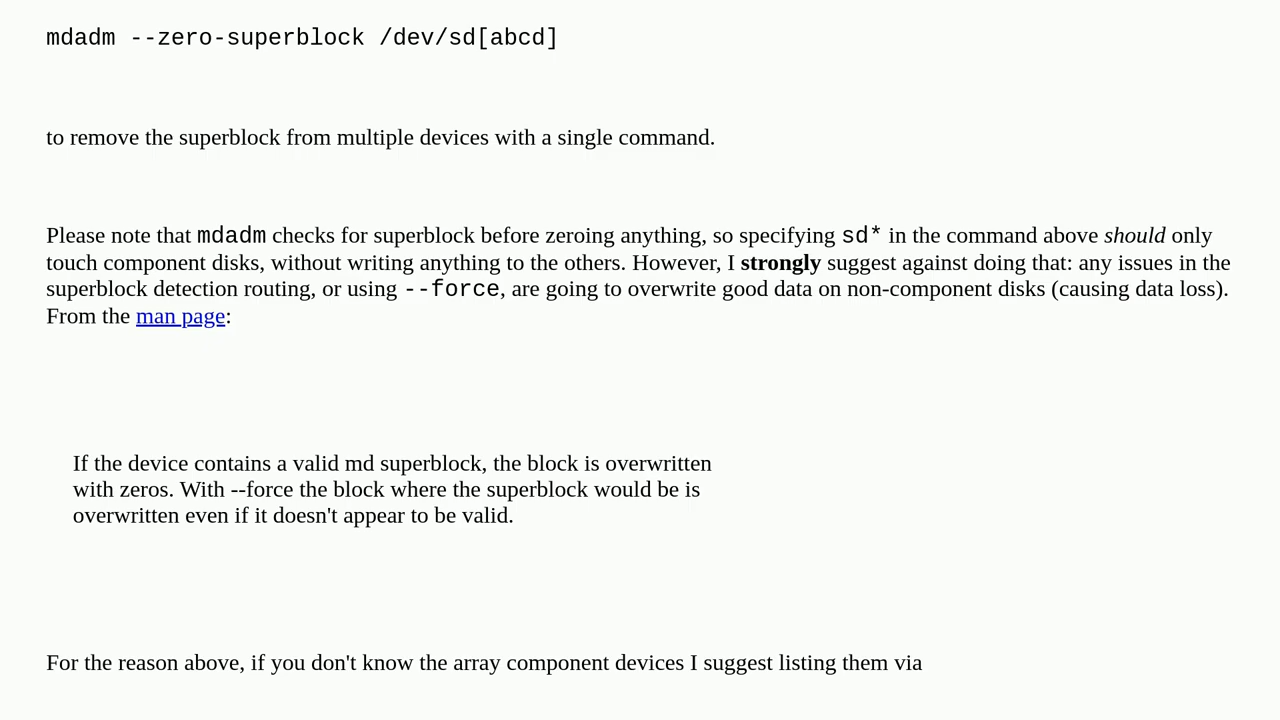 mdadm --zero-superblock /dev/sd[abcd]
to remove the superblock from multiple devices with a single command.
Please note that mdadm checks for superblock before zeroing anything, so specifying sd* in the command above should only
touch component disks, without writing anything to the others. However, I strongly suggest against doing that: any issues in the
superblock detection routing, or using --force, are going to overwrite good data on non-component disks (causing data loss).
From the man page:
If the device contains a valid md superblock, the block is overwritten
with zeros. With --force the block where the superblock would be is
overwritten even if it doesn't appear to be valid.
For the reason above, if you don't know the array component devices I suggest listing them via